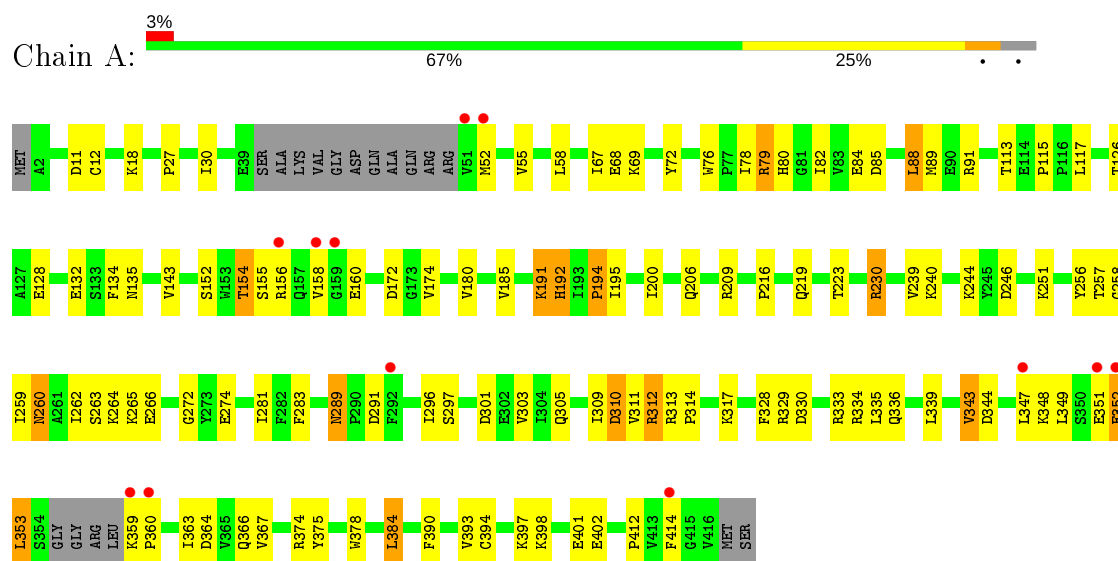 3%
Chain A:
67% 25% • •
MET A2 D11 C12 K18 P27 I30 E39 SER ALA LYS VAL GLY ASP GLN ALA GLN ARG ARG V51 M52 V55 L58 I67 E68 K69 Y72 W76 P77 I78 R79 H80 G81 I82 V83 E84 D85 L88 M89 E90 R91 T113 E114 P115 P116 L117 T126
A127 E128 E132 S133 F134 N135 V143 S152 W153 T154 S155 R156 Q157 V158 G159 E160 D172 G173 V174 V180 V185 K191 H192 I193 P194 I195 I200 Q206 R209 P216 Q219 T223 R230 V239 K240 K244 Y245 D246 K251 Y256 T257
I259 N260 A261 I262 S263 K264 K265 E266 G272 Y273 E274 I281 F282 F283 N289 P290 D291 F292 I296 S297 D301 E302 V303 I304 Q305 I309 D310 V311 R312 R313 P314 K317 F328 R329 D330 R333 R334 L335 Q336 L339 V343 D344 L347 K348 L349 S350 E351
L353 S354 GLY GLY ARG LEU K359 P360 I363 D364 V365 Q366 V367 R374 Y375 W378 L384 F390 V393 C394 K397 K398 E401 E402 P412 V413 F414 G415 V416 MET SER